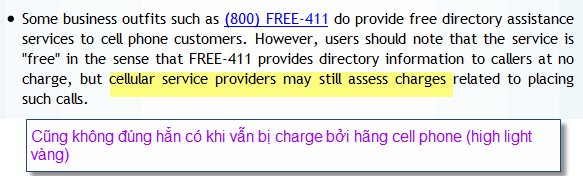 • Some business outfits such as (800) FREE-411 do provide free directory assistance
services to cell phone customers. However, users should note that the service is
"free" in the sense that FREE-411 provides directory information to callers at no
charge, but cellular service providers may still assess charges related to placing
such calls.
Cũng không đúng hẳn có khi vẫn bị charge bởi hãng cell phone (high light
vàng)